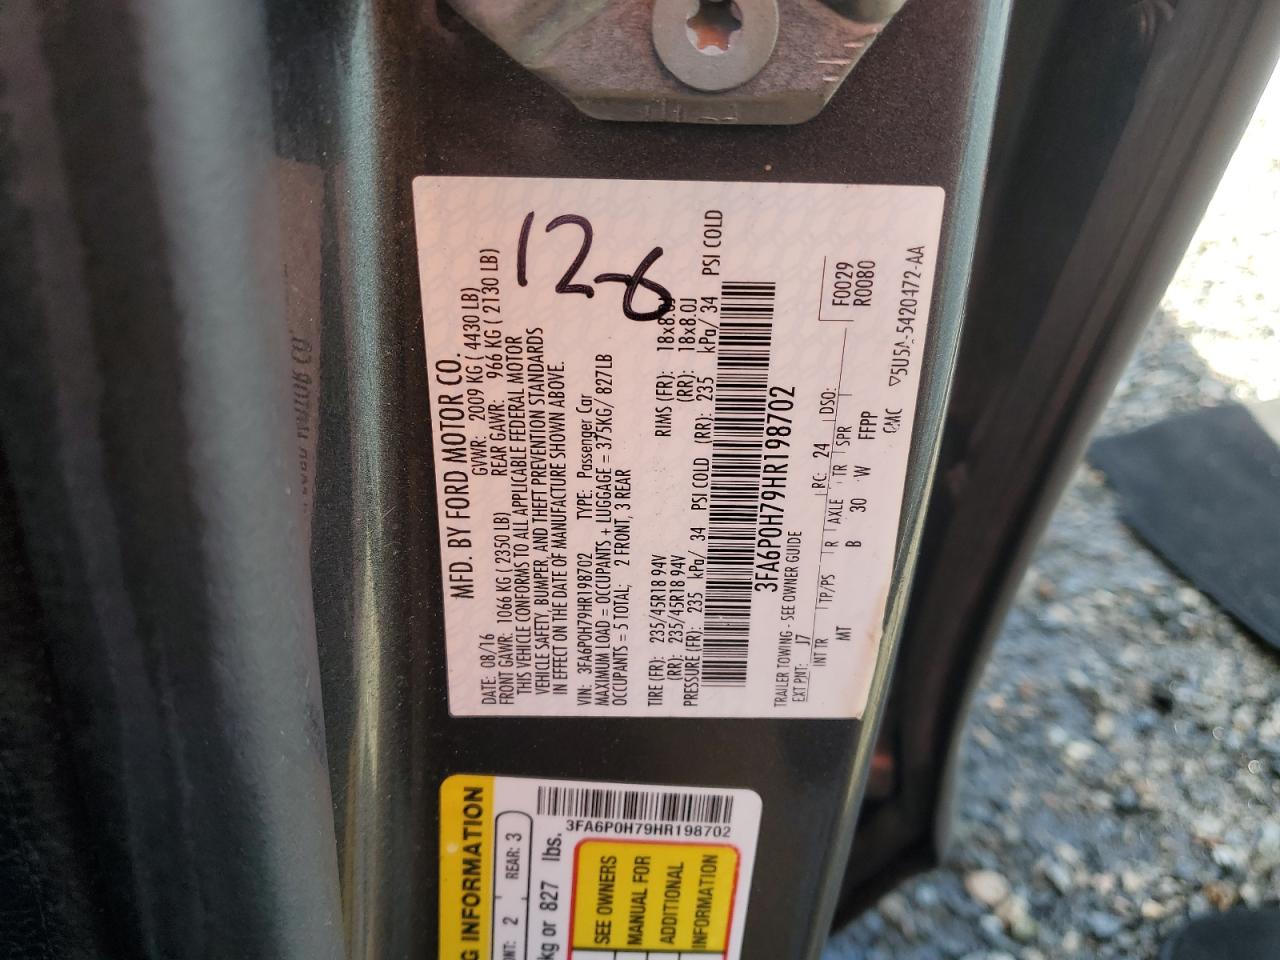 12-6
MFD. BY FORD MOTOR CO.
DATE: 08/16 GVWR: 2009 KG ( 4430 LB)
FRONT GAWR: 1066 KG ( 2350 LB) REAR GAWR: 966 KG ( 2130 LB)
THIS VEHICLE CONFORMS TO ALL APPLICABLE FEDERAL MOTOR
VEHICLE SAFETY, BUMPER, AND THEFT PREVENTION STANDARDS
IN EFFECT ON THE DATE OF MANUFACTURE SHOWN ABOVE.
VIN: 3FA6P0H79HR198702 TYPE: Passenger Car
MAXIMUM LOAD = OCCUPANTS + LUGGAGE = 375KG/ 827LB
OCCUPANTS = 5 TOTAL; 2 FRONT, 3 REAR
TIRE (FR): 235/45R18 94V RIMS (FR): 18x8.0J
(RR): 235/45R18 94V (RR): 18x8.0J
PRESSURE (FR): 235 kPa/ 34 PSI COLD (RR): 235 kPa/ 34 PSI COLD
3FA6P0H79HR198702
TRAILER TOWING - SEE OWNER GUIDE
EXT PNT: J7 RC: 24 DSO: F0029
R0080
INT TR TP/PS R AXLE TR SPR
MT B 30 W FFPP
CMC ▽5U5A-5420472-AA
G INFORMATION
2 REAR: 3
kg or 827 lbs.
3FA6P0H79HR198702
SEE OWNERS
MANUAL FOR
ADDITIONAL
INFORMATION